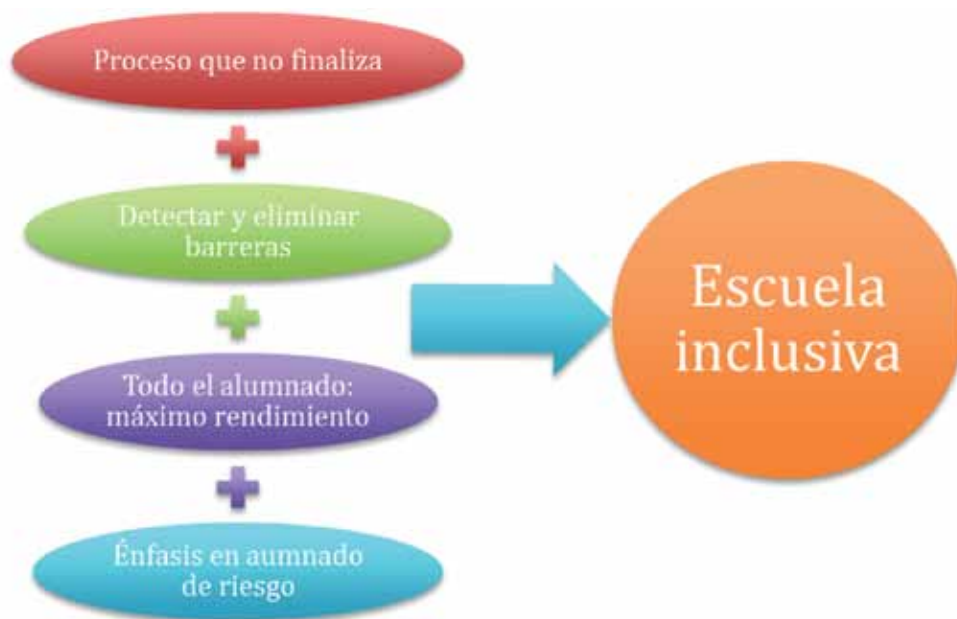 Proceso que no finaliza
Detectar y eliminar
barreras
Todo el alumnado:
máximo rendimiento
Énfasis en aumnado
de riesgo
Escuela
inclusiva